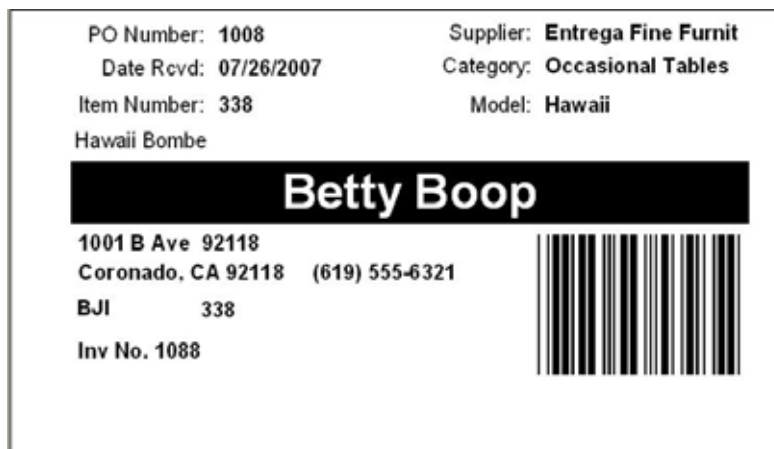 PO Number: 1008 Supplier: Entrega Fine Furnit
Date Rcvd: 07/26/2007 Category: Occasional Tables
Item Number: 338 Model: Hawaii
Hawaii Bombe
Betty Boop
1001 B Ave 92118
Coronado, CA 92118 (619) 555-6321
BJI 338
Inv No. 1088